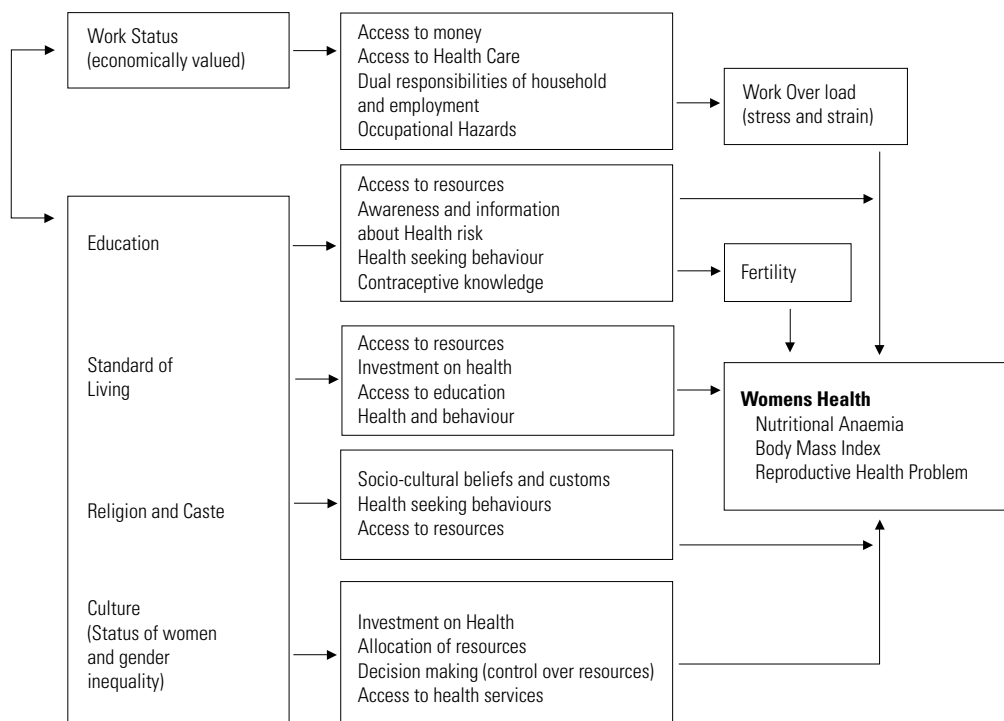 Work Status
(economically valued)
Access to money
Access to Health Care
Dual responsibilities of household
and employment
Occupational Hazards
Work Over load
(stress and strain)
Education
Access to resources
Awareness and information
about Health risk
Health seeking behaviour
Contraceptive knowledge
Fertility
Standard of
Living
Access to resources
Investment on health
Access to education
Health and behaviour
Womens Health
Nutritional Anaemia
Body Mass Index
Reproductive Health Problem
Religion and Caste
Socio-cultural beliefs and customs
Health seeking behaviours
Access to resources
Culture
(Status of women
and gender
inequality)
Investment on Health
Allocation of resources
Decision making (control over resources)
Access to health services